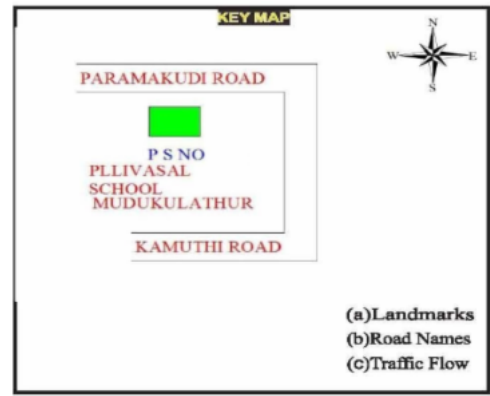 KEY MAP
N
W E
S
PARAMAKUDI ROAD
P S NO
PLLIVASAL
SCHOOL
MUDUKULATHUR
KAMUTHI ROAD
(a)Landmarks
(b)Road Names
(c)Traffic Flow